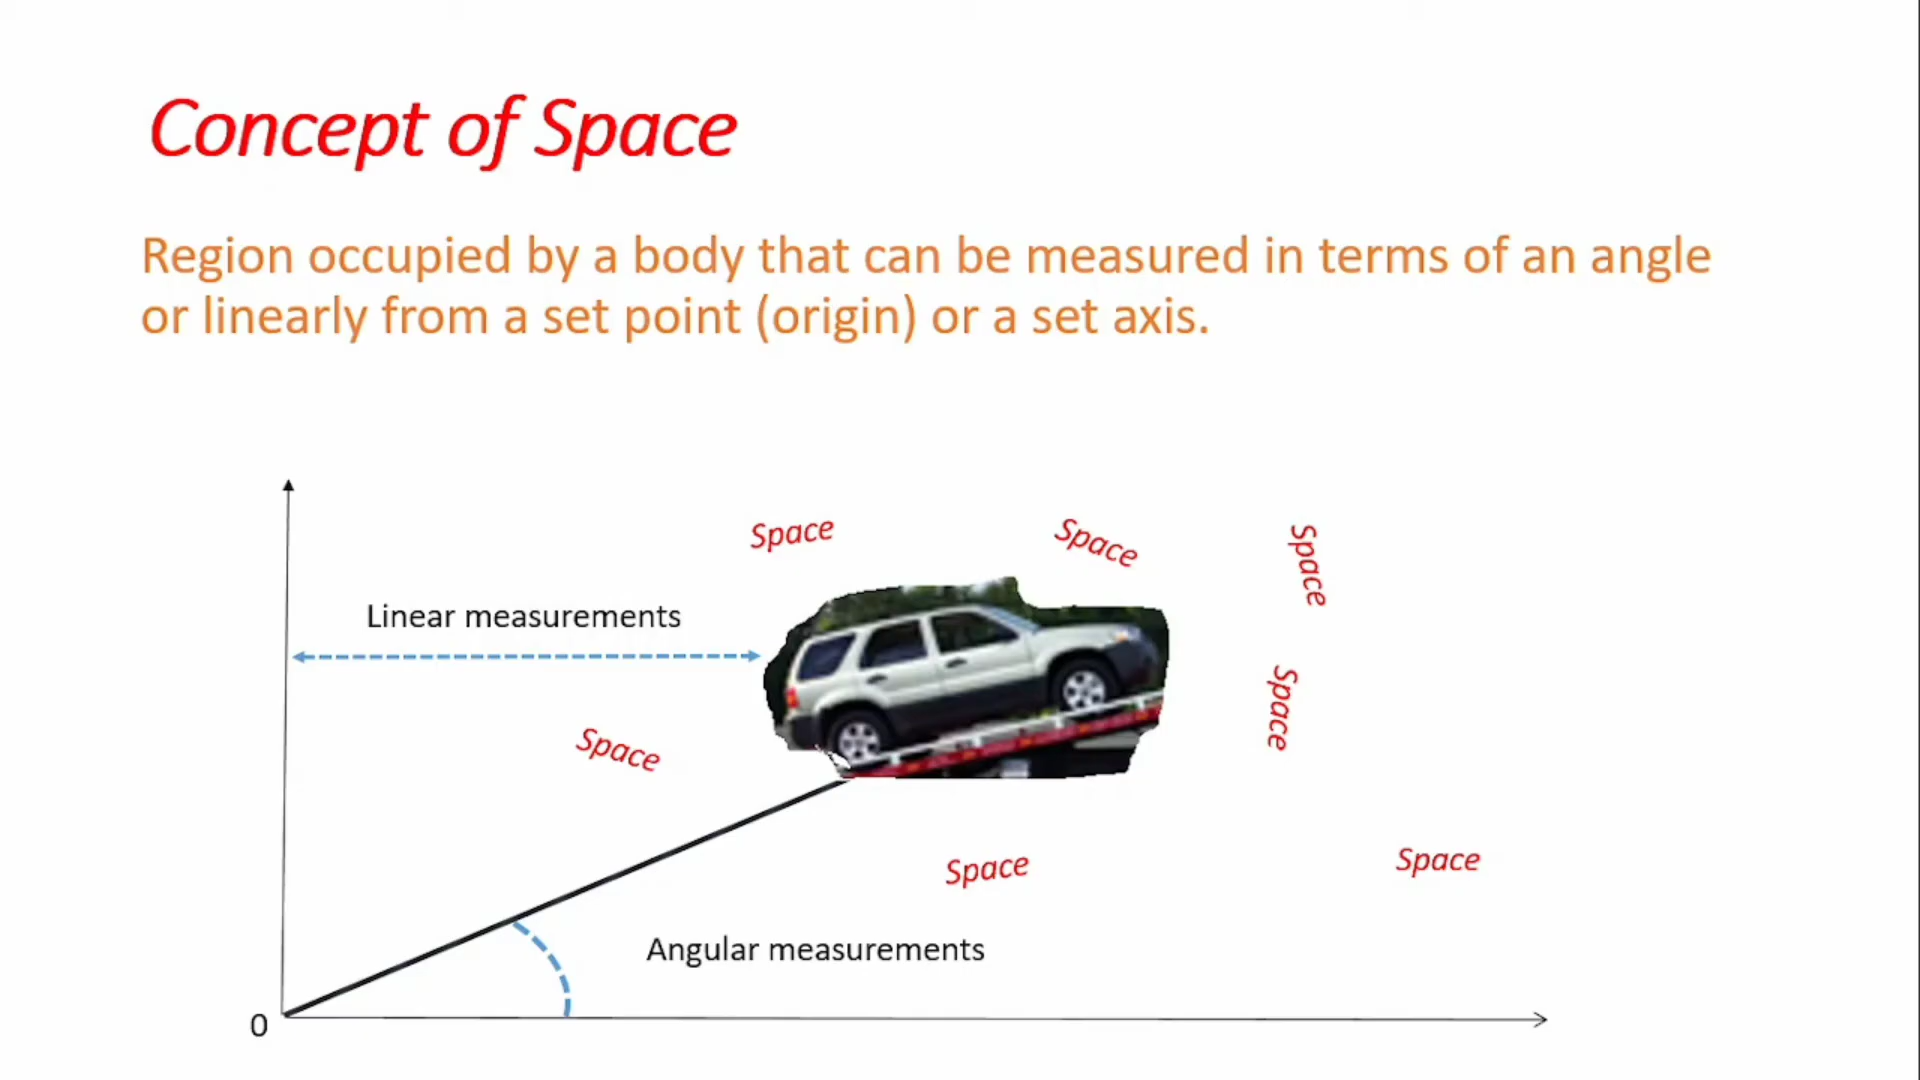 Concept of Space
Region occupied by a body that can be measured in terms of an angle
or linearly from a set point (origin) or a set axis.
Space
Space
Space
Linear measurements
Space
Space
Space
Space
Angular measurements
0